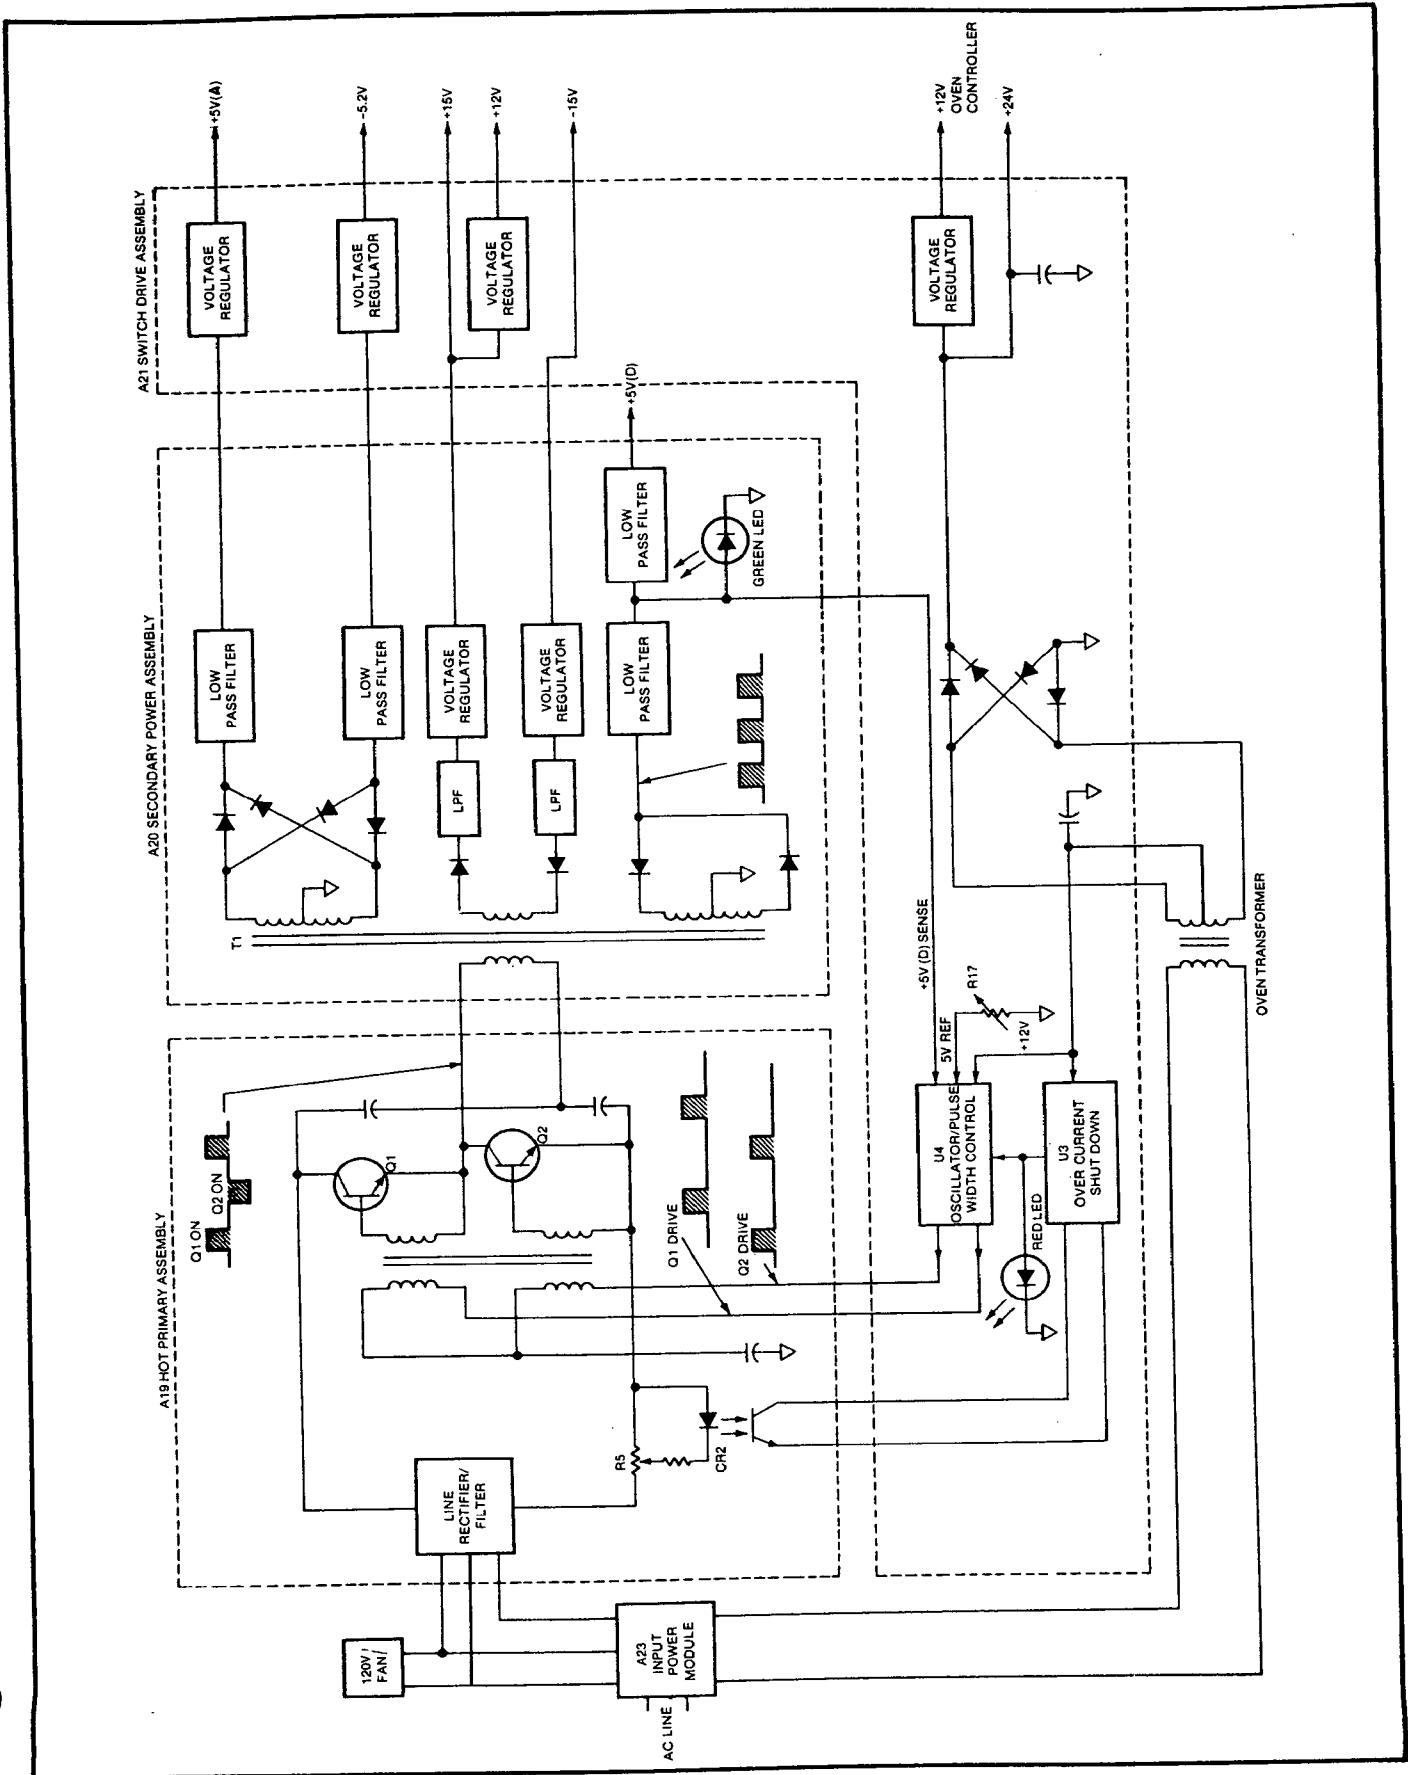 A21 SWITCH DRIVE ASSEMBLY
+5V(A)
-5.2V
+15V
+12V
-15V
+12V
OVEN
CONTROLLER
+24V
VOLTAGE
REGULATOR
VOLTAGE
REGULATOR
VOLTAGE
REGULATOR
VOLTAGE
REGULATOR
A20 SECONDARY POWER ASSEMBLY
+5V(D)
LOW
PASS FILTER
GREEN LED
LOW
PASS FILTER
LOW
PASS FILTER
VOLTAGE
REGULATOR
VOLTAGE
REGULATOR
LOW
PASS FILTER
LPF
LPF
T1
+5V (D) SENSE
5V REF
R17
+12V
OVEN TRANSFORMER
A19 HOT PRIMARY ASSEMBLY
Q1 ON
Q2 ON
Q1
Q2
Q1 DRIVE
Q2 DRIVE
U4
OSCILLATOR/PULSE
WIDTH CONTROL
U3
OVER CURRENT
SHUT DOWN
RED LED
R5
CR2
LINE
RECTIFIER/
FILTER
120V/
FAN/
A23
INPUT
POWER
MODULE
AC LINE